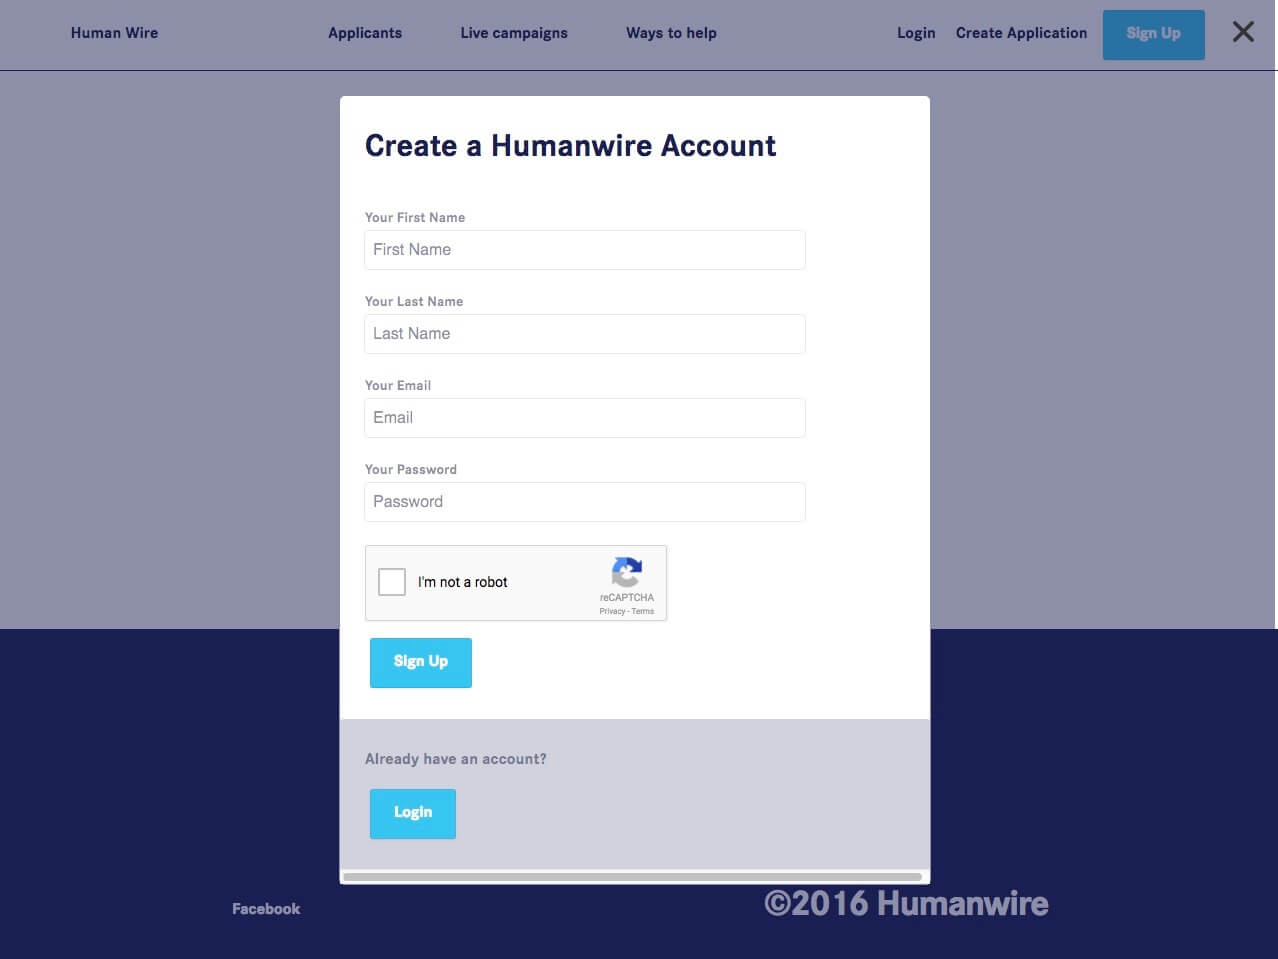 Human Wire
Applicants
Live campaigns
Ways to help
Login
Create Application
Sign Up
Create a Humanwire Account
Your First Name
First Name
Your Last Name
Last Name
Your Email
Email
Your Password
Password
I'm not a robot
reCAPTCHA
Privacy - Terms
Sign Up
Already have an account?
Login
Facebook
©2016 Humanwire